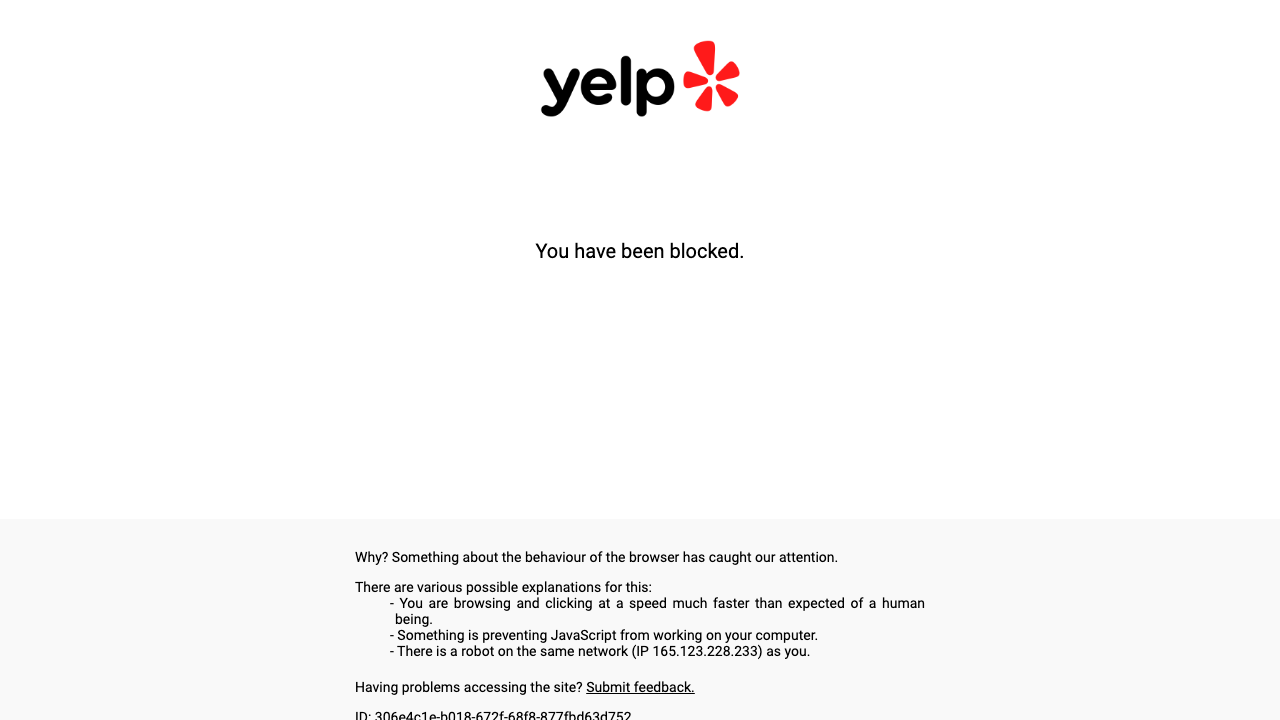 yelp
You have been blocked.
Why? Something about the behaviour of the browser has caught our attention.
There are various possible explanations for this:
- You are browsing and clicking at a speed much faster than expected of a human
being.
- Something is preventing JavaScript from working on your computer.
- There is a robot on the same network (IP 165.123.228.233) as you.
Having problems accessing the site? Submit feedback.
ID: 306e4c1e-b018-672f-68f8-877fbd63d752